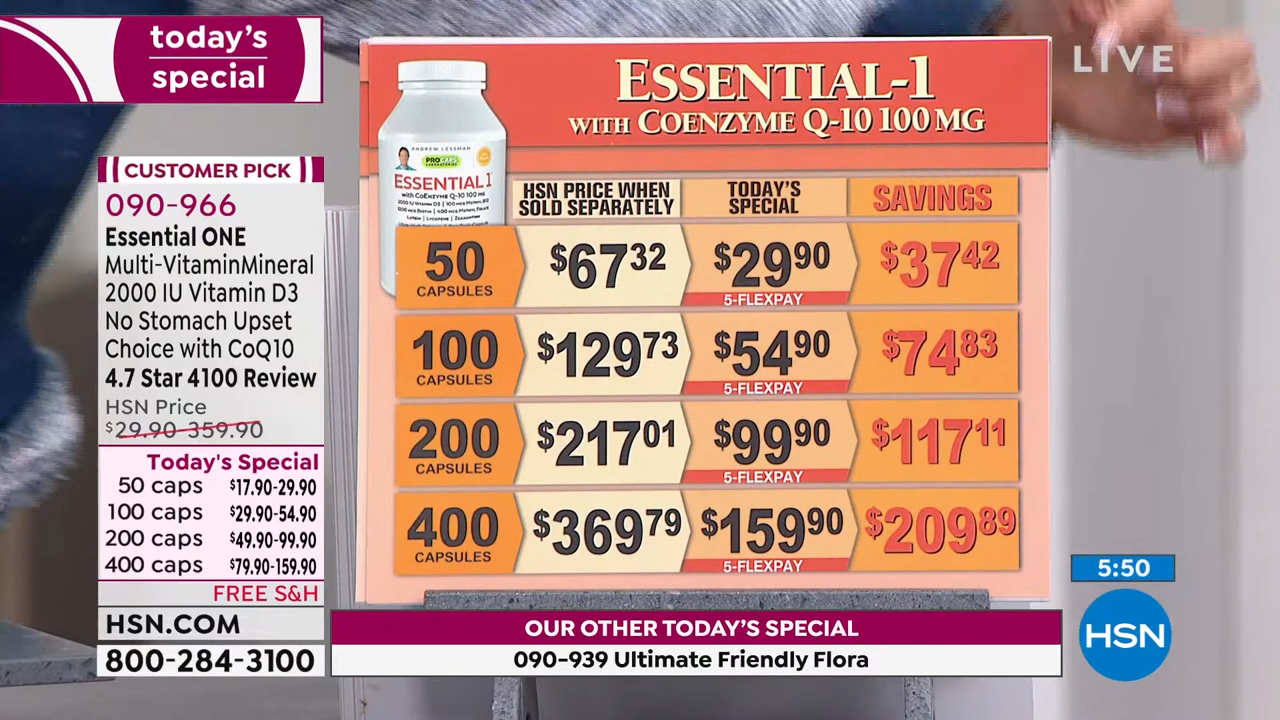 today's
special
CUSTOMER PICK
090-966
Essential ONE
Multi-VitaminMineral
2000 IU Vitamin D3
No Stomach Upset
Choice with CoQ10
4.7 Star 4100 Review
HSN Price
$29.90-359.90
Today's Special
50 caps $17.90-29.90
100 caps $29.90-54.90
200 caps $49.90-99.90
400 caps $79.90-159.90
FREE S&H
HSN.COM
800-284-3100
LIVE
ESSENTIAL-1
WITH COENZYME Q-10 100 MG
ANDREW LESSMAN
PROCAPS
LABORATORIES
ESSENTIAL 1
with CoEnzyme Q-10 100 mg
HSN PRICE WHEN
SOLD SEPARATELY
TODAY'S
SPECIAL
SAVINGS
50
CAPSULES
$67.32
$29.90
5-FLEXPAY
$37.42
100
CAPSULES
$129.73
$54.90
5-FLEXPAY
$74.83
200
CAPSULES
$217.01
$99.90
5-FLEXPAY
$117.11
400
CAPSULES
$369.79
$159.90
5-FLEXPAY
$209.89
5:50
HSN
OUR OTHER TODAY'S SPECIAL
090-939 Ultimate Friendly Flora